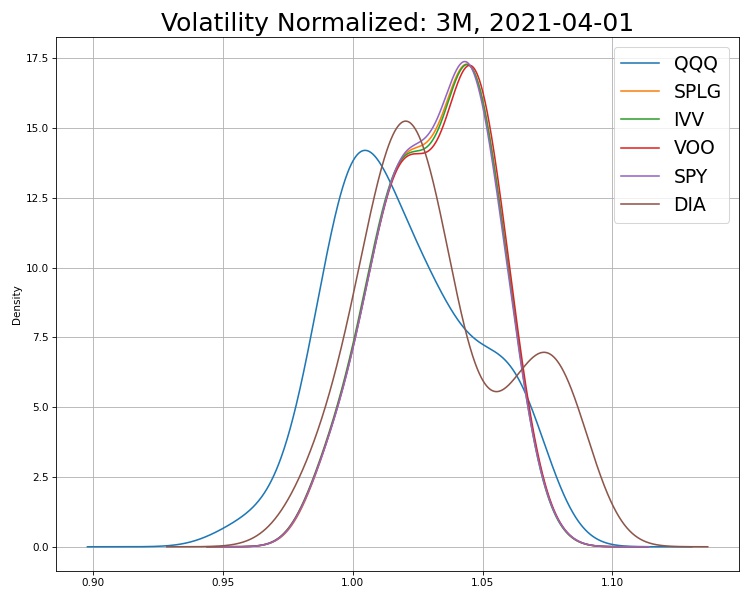 Volatility Normalized: 3M, 2021-04-01
17.5
15.0
12.5
10.0
7.5
5.0
2.5
0.0
Density
0.90
0.95
1.00
1.05
1.10
QQQ
SPLG
IVV
VOO
SPY
DIA